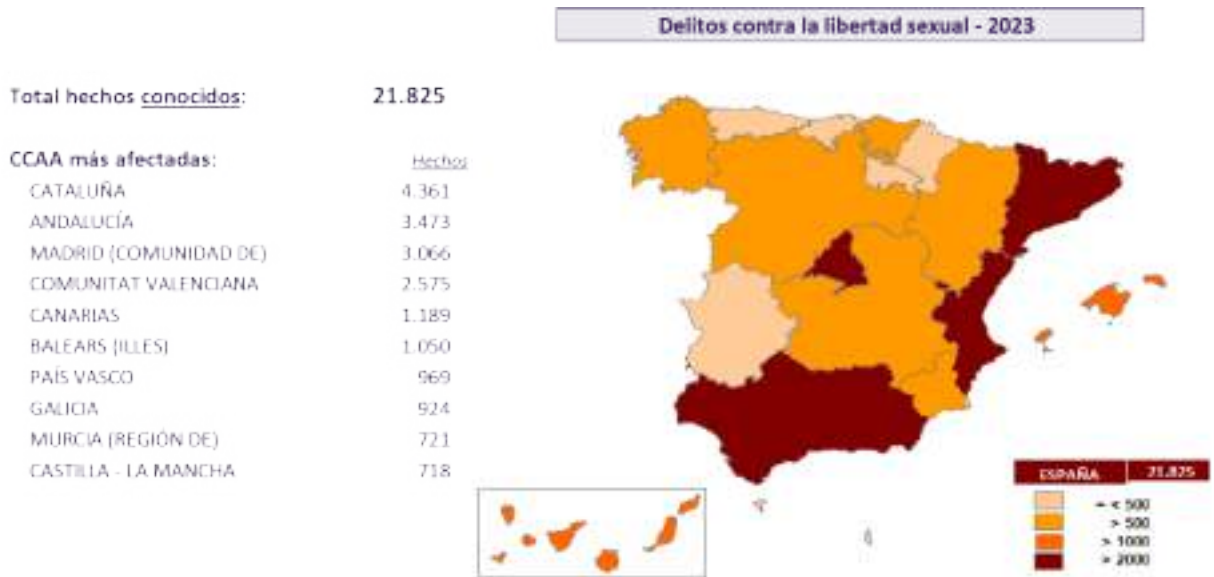 Delitos contra la libertad sexual - 2023
Total hechos conocidos: 21.825
CCAA más afectadas: Hechos
CATALUÑA 4.361
ANDALUCÍA 3.473
MADRID (COMUNIDAD DE) 3.066
COMUNITAT VALENCIANA 2.575
CANARIAS 1.189
BALEARS (ILLES) 1.050
PAÍS VASCO 969
GALICIA 924
MURCIA (REGIÓN DE) 721
CASTILLA - LA MANCHA 718
ESPAÑA 21.825
= < 500
> 500
> 1000
> 2000